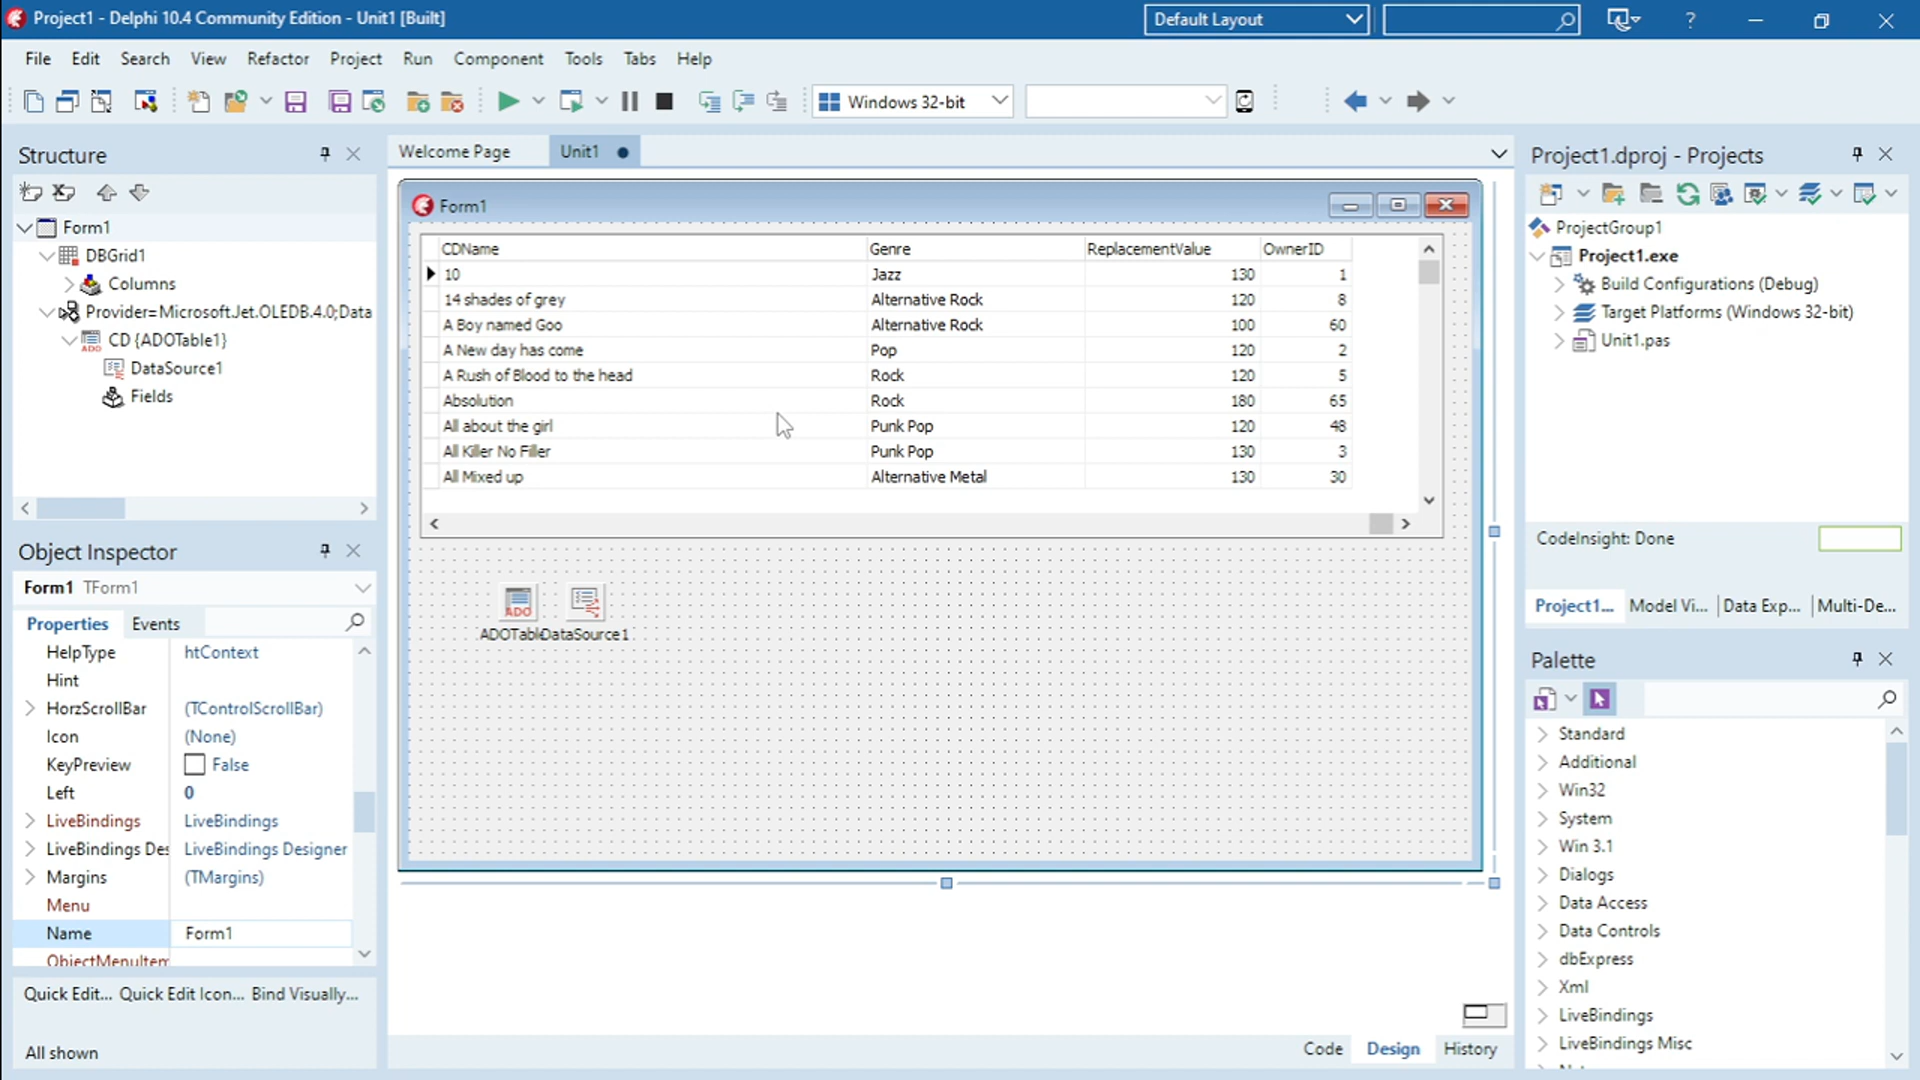 Project1 - Delphi 10.4 Community Edition - Unit1 [Built]
Default Layout
?
File Edit Search View Refactor Project Run Component Tools Tabs Help
Windows 32-bit
Structure
Form1
DBGrid1
Columns
Provider=Microsoft.Jet.OLEDB.4.0;Data
CD {ADOTable1}
ADO
DataSource1
Fields
Object Inspector
Form1 TForm1
Properties Events
HelpType htContext
Hint
HorzScrollBar (TControlScrollBar)
Icon (None)
KeyPreview False
Left 0
LiveBindings LiveBindings
LiveBindings Des LiveBindings Designer
Margins (TMargins)
Menu
Name Form1
ObjectMenuItem
Quick Edit... Quick Edit Icon... Bind Visually...
All shown
Welcome Page Unit1
Form1
CDName Genre ReplacementValue OwnerID
10 Jazz 130 1
14 shades of grey Alternative Rock 120 8
A Boy named Goo Alternative Rock 100 60
A New day has come Pop 120 2
A Rush of Blood to the head Rock 120 5
Absolution Rock 180 65
All about the girl Punk Pop 120 48
All Killer No Filler Punk Pop 130 3
All Mixed up Alternative Metal 130 30
ADO
ADOTabl DataSource1
Code Design History
Project1.dproj - Projects
ProjectGroup1
Project1.exe
Build Configurations (Debug)
Target Platforms (Windows 32-bit)
Unit1.pas
CodeInsight: Done
Project1... Model Vi... Data Exp... Multi-De...
Palette
Standard
Additional
Win32
System
Win 3.1
Dialogs
Data Access
Data Controls
dbExpress
Xml
LiveBindings
LiveBindings Misc